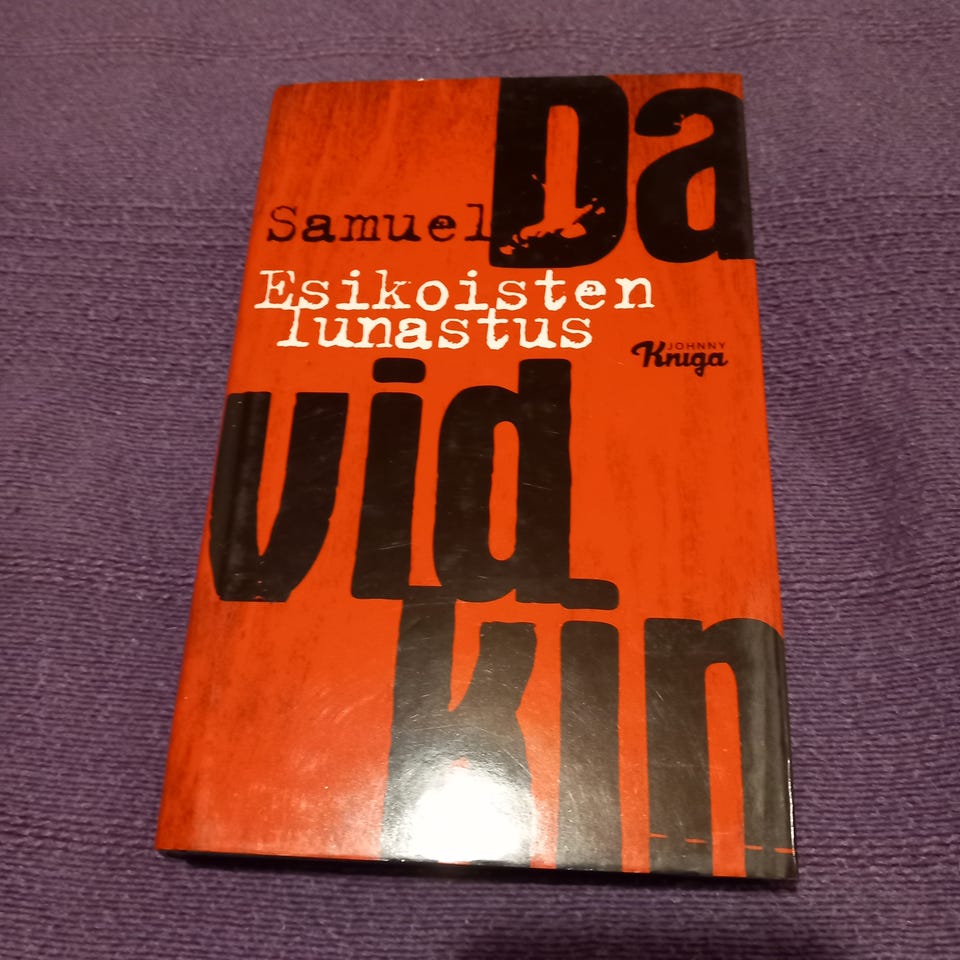 Samuel Da
Esikoisten
lunastus
JOHNNY
Kniga
vid
kin